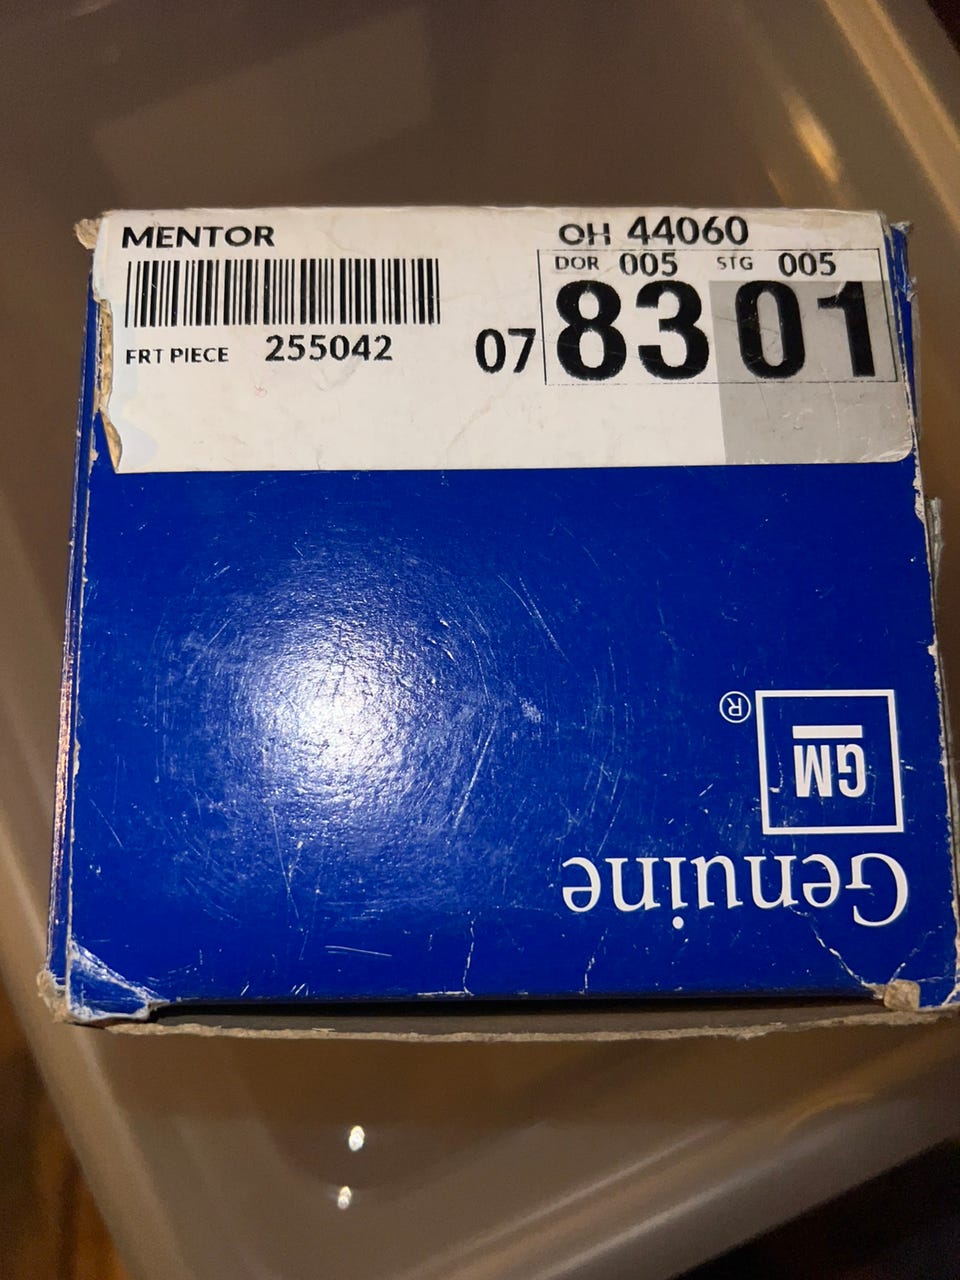 MENTOR OH 44060
DOR 005 STG 005
07 8301
FRT PIECE 255042
GM ®
Genuine